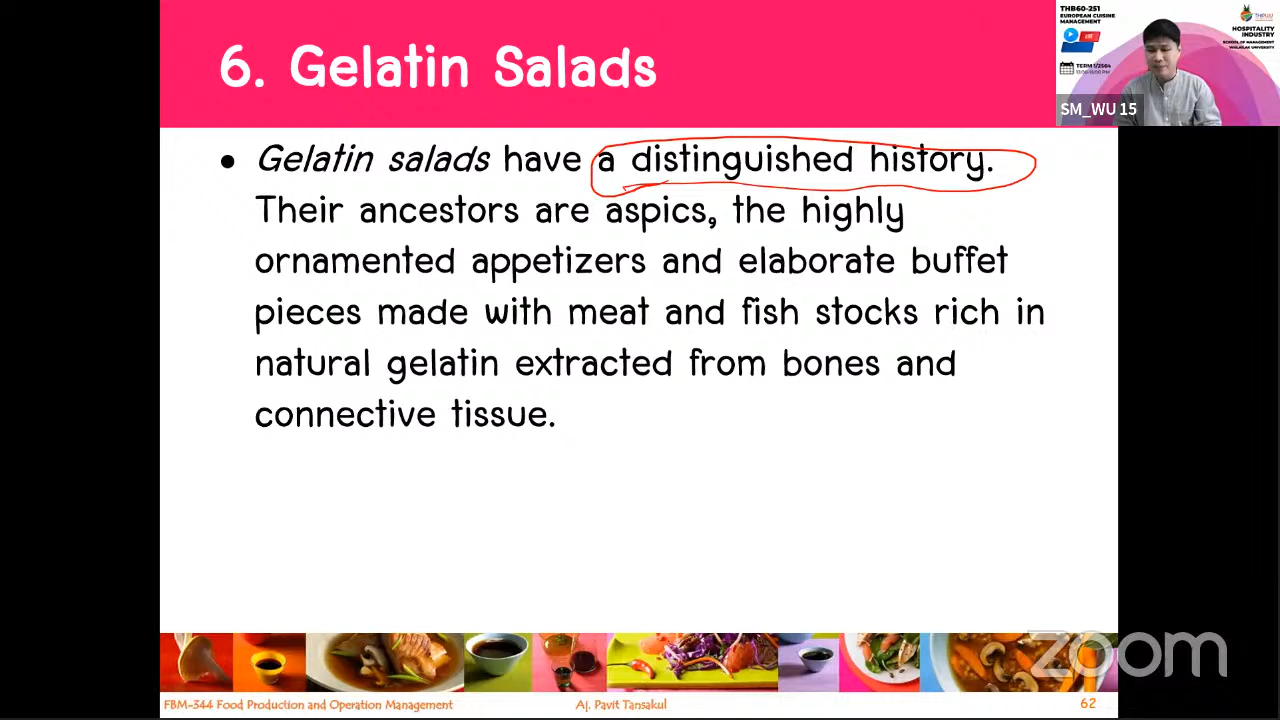 6. Gelatin Salads
• Gelatin salads have a distinguished history.
Their ancestors are aspics, the highly
ornamented appetizers and elaborate buffet
pieces made with meat and fish stocks rich in
natural gelatin extracted from bones and
connective tissue.
THB60-251
EUROPEAN CUISINE
MANAGEMENT
LIVE
TERM 1/2564
HOSPITALITY
INDUSTRY
SCHOOL OF MANAGEMENT
WALAILAK UNIVERSITY
SM_WU 15
zoom
FBM-344 Food Production and Operation Management
Aj. Pavit Tansakul
62